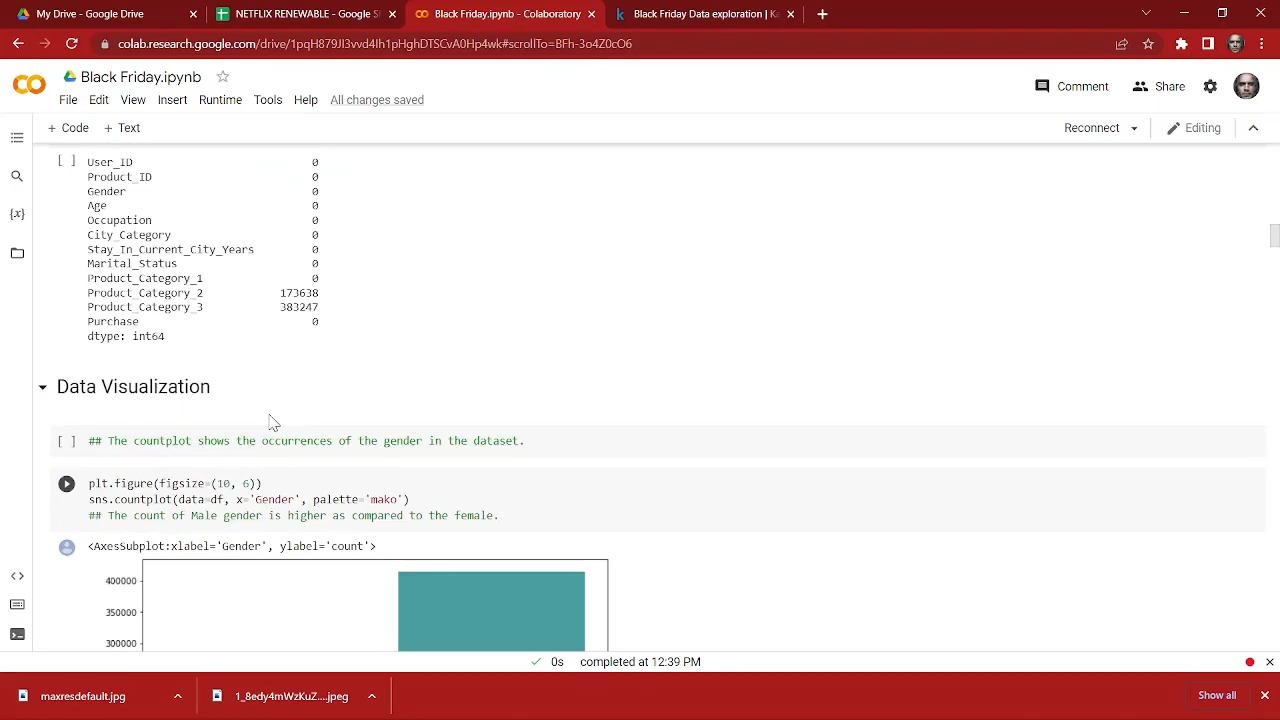 My Drive - Google Drive
NETFLIX RENEWABLE - Google S
Black Friday.ipynb - Colaboratory
Black Friday Data exploration | Ka
colab.research.google.com/drive/1pqH879Jl3vvd4Ih1pHghDTSCvA0Hp4wk#scrollTo=BFh-3o4Z0cO6
Black Friday.ipynb
File Edit View Insert Runtime Tools Help All changes saved
Comment Share
+ Code + Text
Reconnect Editing
[ ] User_ID 0
Product_ID 0
Gender 0
Age 0
Occupation 0
City_Category 0
Stay_In_Current_City_Years 0
Marital_Status 0
Product_Category_1 0
Product_Category_2 173638
Product_Category_3 383247
Purchase 0
dtype: int64
Data Visualization
[ ] ## The countplot shows the occurrences of the gender in the dataset.
plt.figure(figsize=(10, 6))
sns.countplot(data=df, x='Gender', palette='mako')
## The count of Male gender is higher as compared to the female.
<AxesSubplot:xlabel='Gender', ylabel='count'>
400000
350000
300000
0s completed at 12:39 PM
maxresdefault.jpg
1_8edy4mWzKuZ....jpeg
Show all